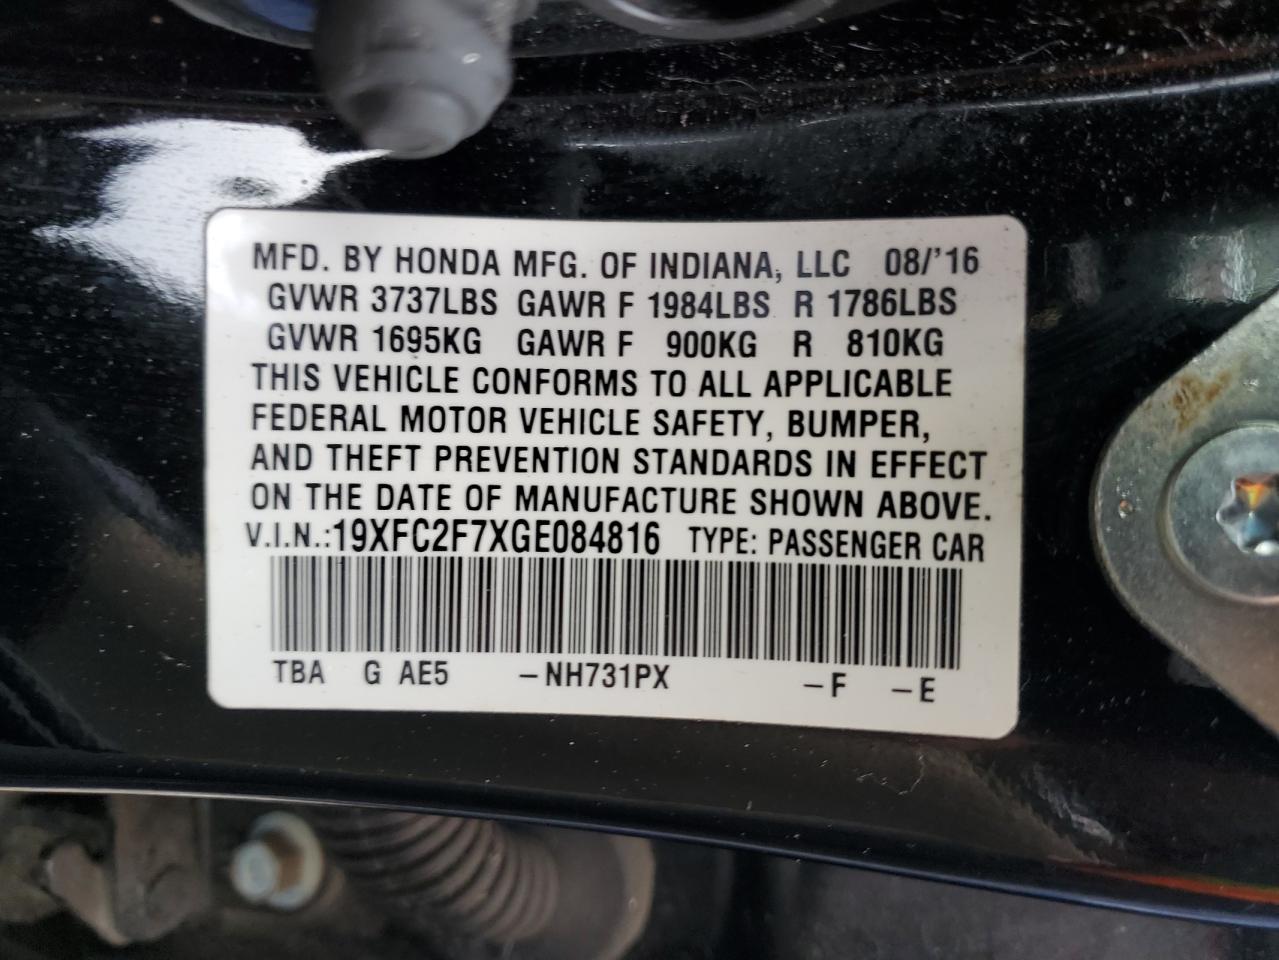 MFD. BY HONDA MFG. OF INDIANA, LLC 08/'16
GVWR 3737LBS GAWR F 1984LBS R 1786LBS
GVWR 1695KG GAWR F 900KG R 810KG
THIS VEHICLE CONFORMS TO ALL APPLICABLE
FEDERAL MOTOR VEHICLE SAFETY, BUMPER,
AND THEFT PREVENTION STANDARDS IN EFFECT
ON THE DATE OF MANUFACTURE SHOWN ABOVE.
V.I.N.:19XFC2F7XGE084816 TYPE: PASSENGER CAR
TBA G AE5 -NH731PX -F -E